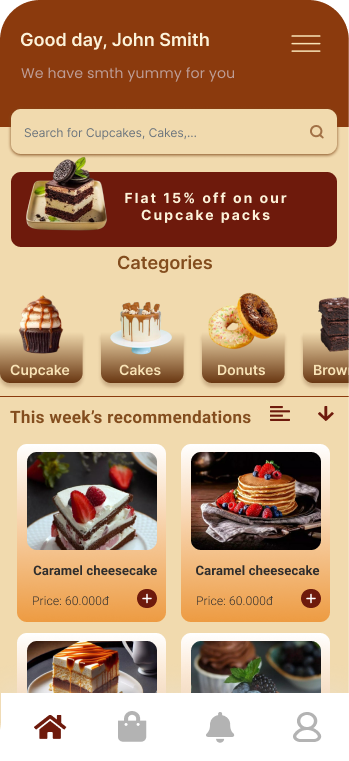 Good day, John Smith
We have smth yummy for you
Search for Cupcakes, Cakes,...
Flat 15% off on our
Cupcake packs
Categories
Cupcake
Cakes
Donuts
This week's recommendations
Caramel cheesecake
Caramel cheesecake
Price: 60.000đ
Price: 60.000đ